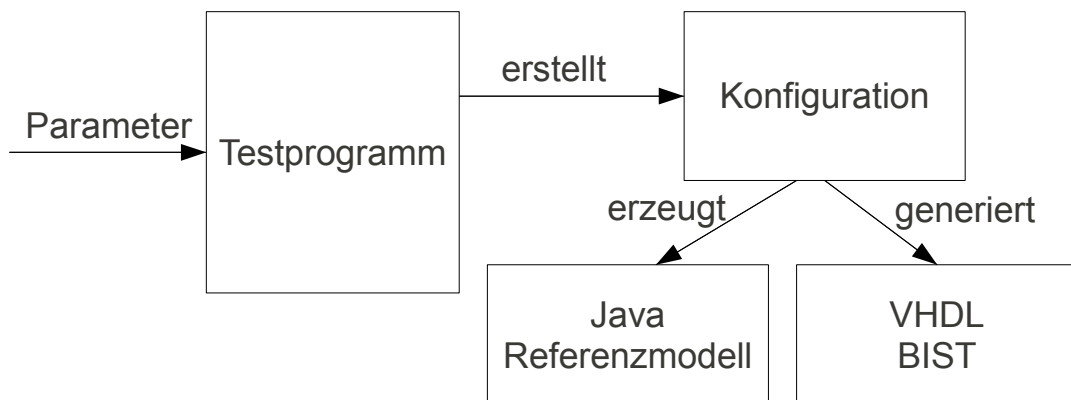 erstellt
Konfiguration
Parameter
Testprogramm
erzeugt
generiert
Java
Referenzmodell
VHDL
BIST